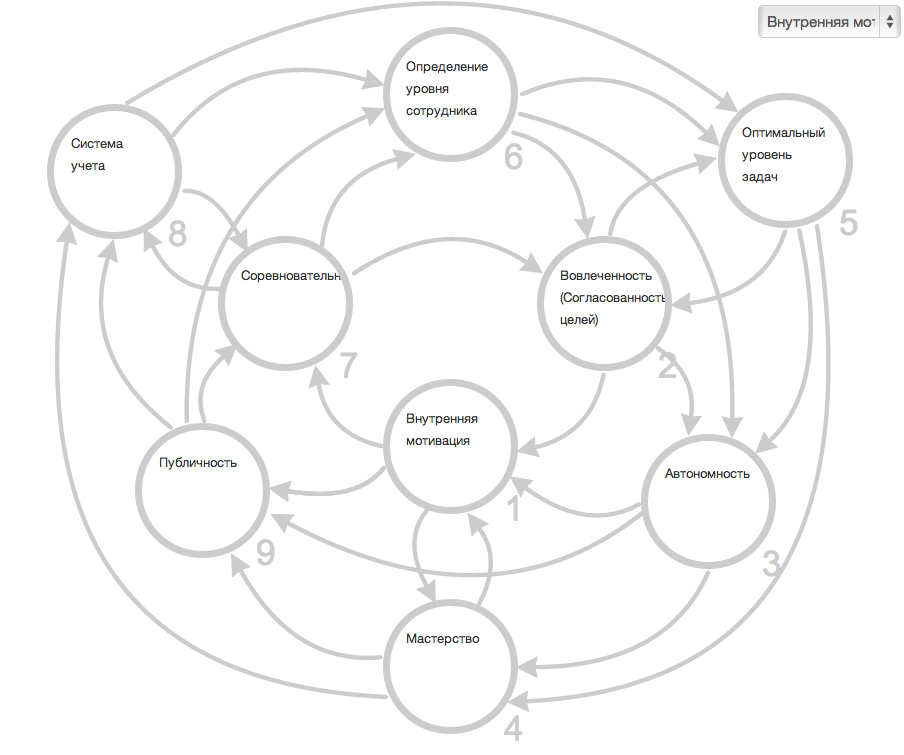 Внутренняя мот
Определение
уровня
сотрудника
6
Оптимальный
уровень
задач
5
Система
учета
8
Соревновательн
7
Вовлеченность
(Согласованность
целей)
2
Внутренняя
мотивация
1
Публичность
9
Автономность
3
Мастерство
4